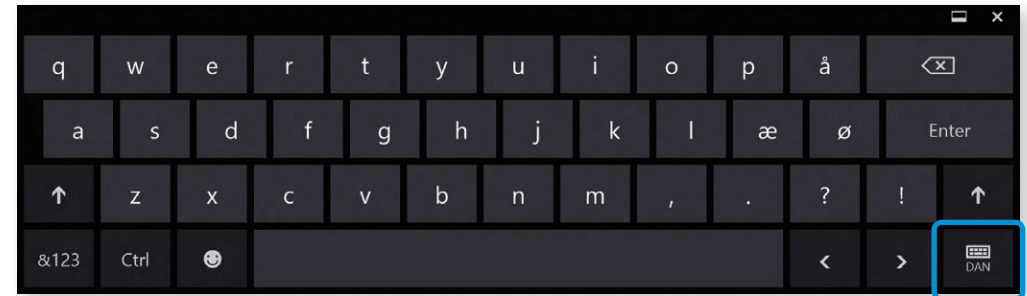 q w e r t y u i o p å
a s d f g h j k l æ ø Enter
z x c v b n m , . ? !
&123 Ctrl < > DAN